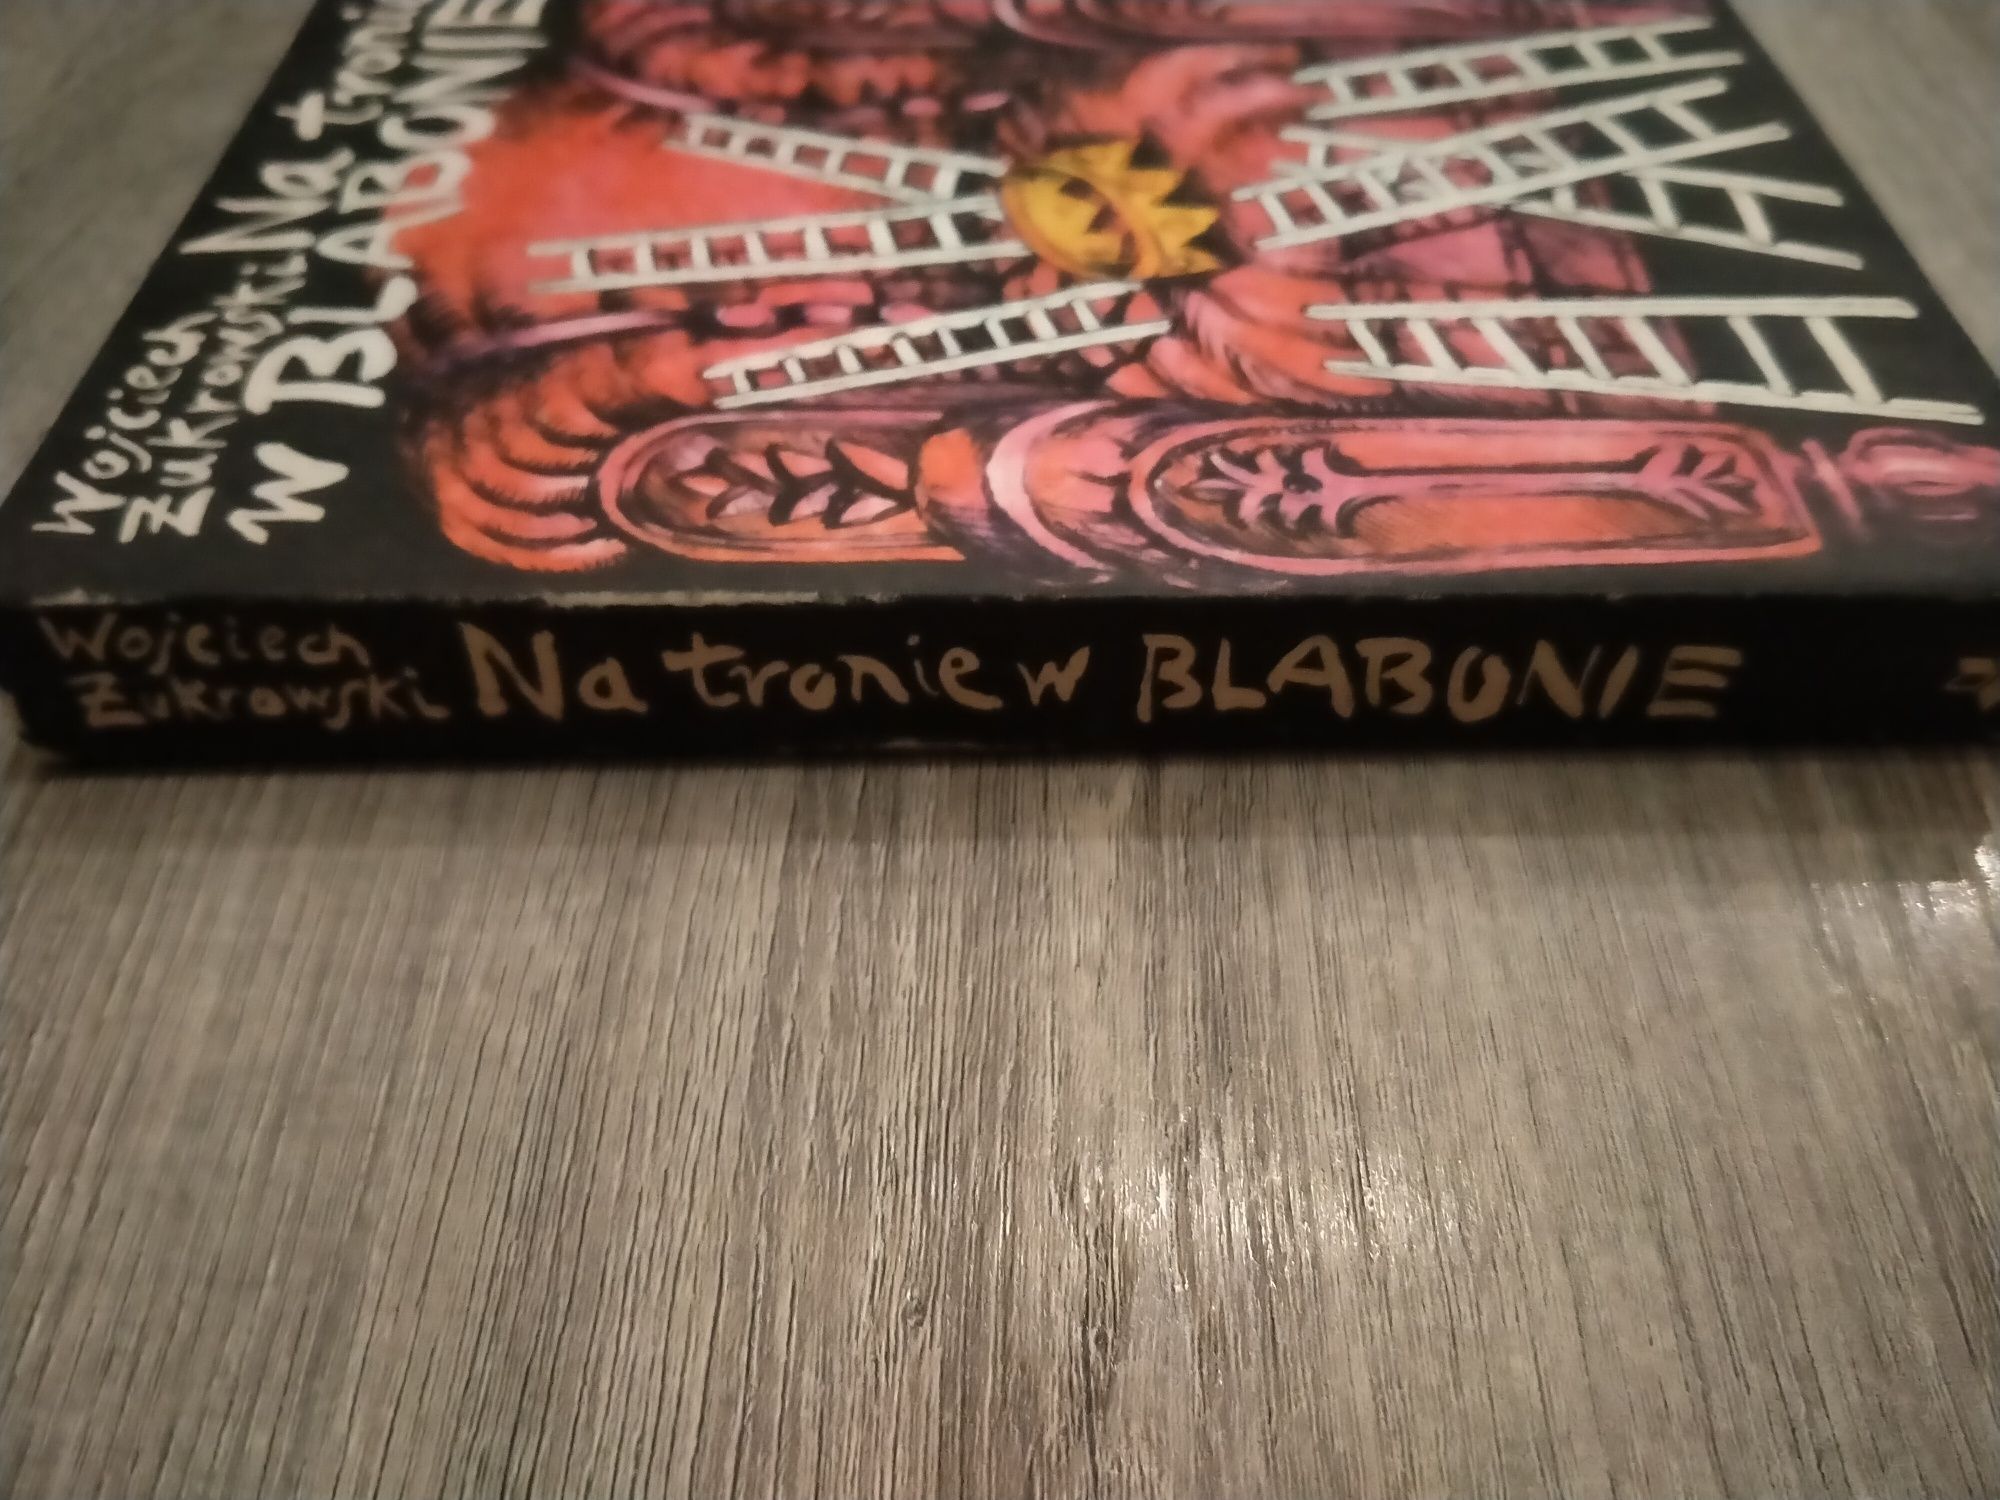 Wojciech
Żukrowski
Na tronie
w BLABONIE
Wojciech
Żukrowski
Na tronie w BLABONIE